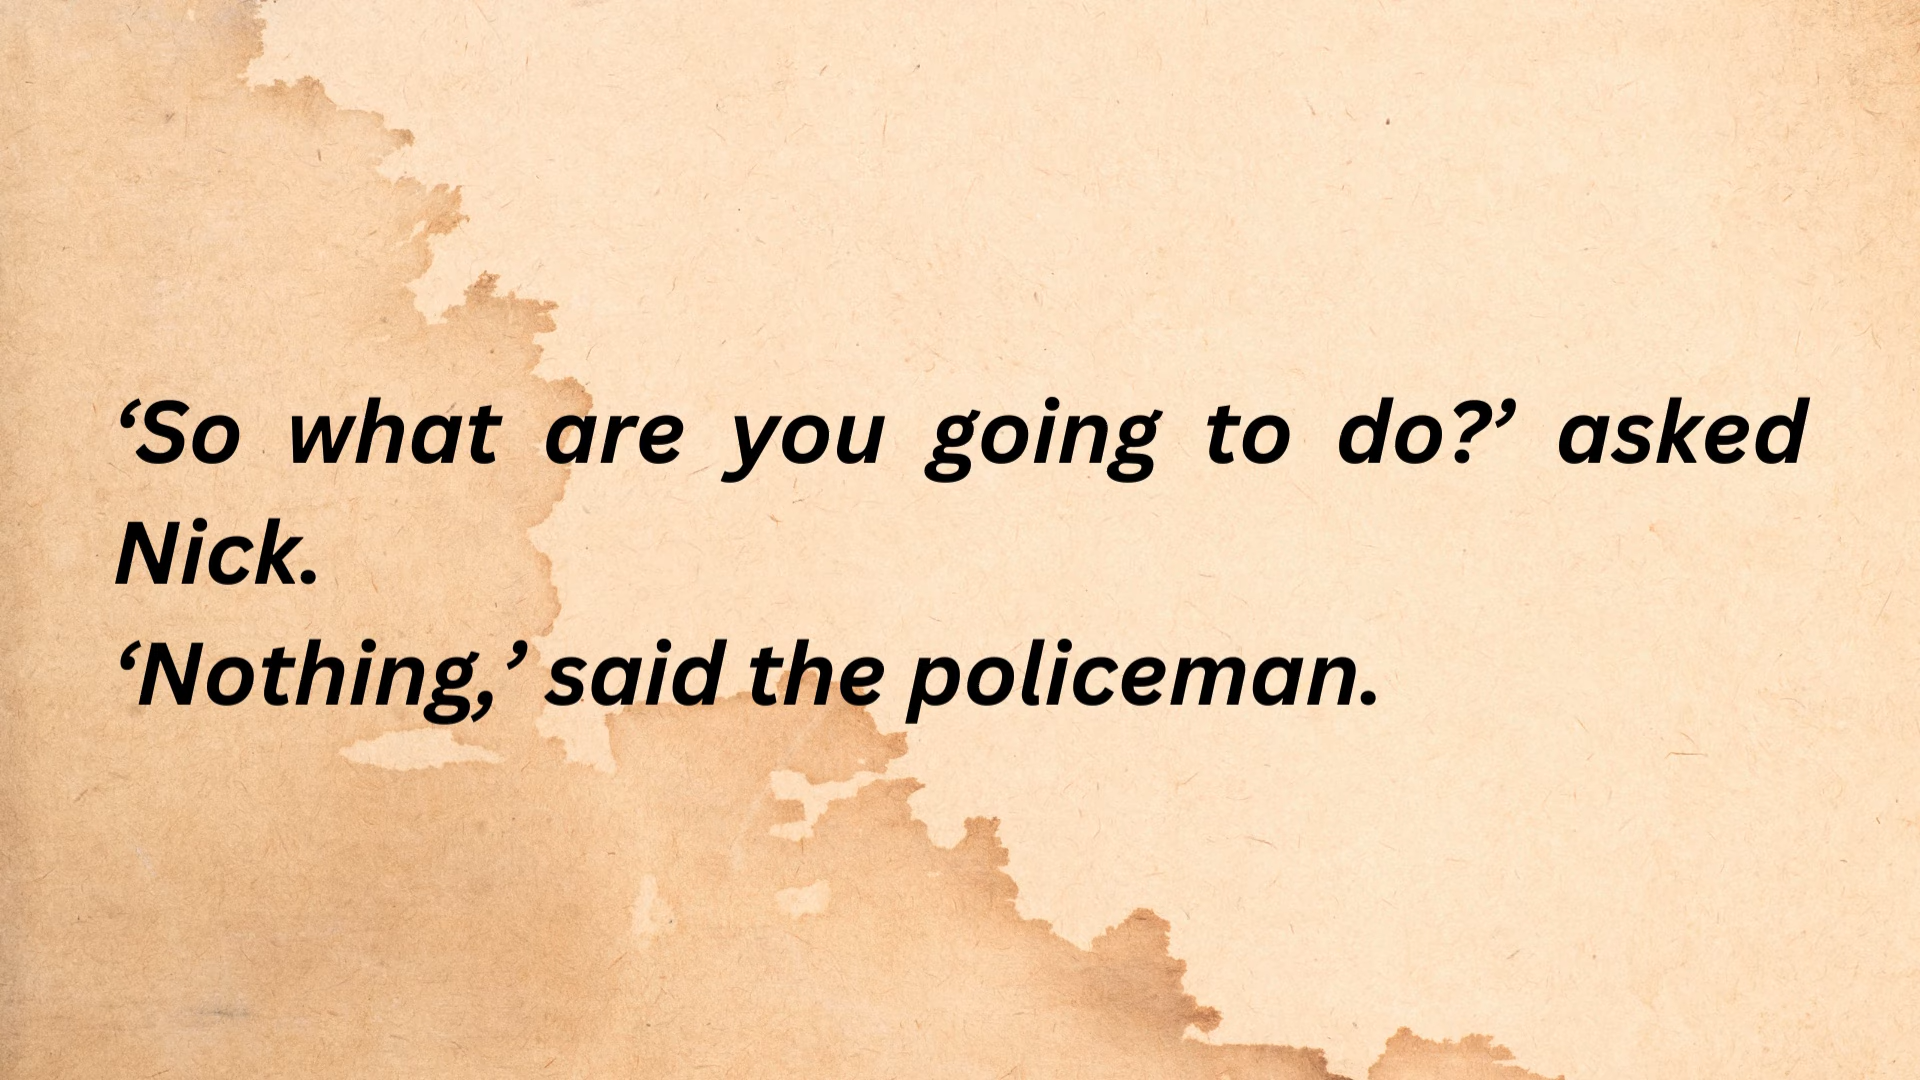 ‘So what are you going to do?’ asked
Nick.
‘Nothing,’ said the policeman.